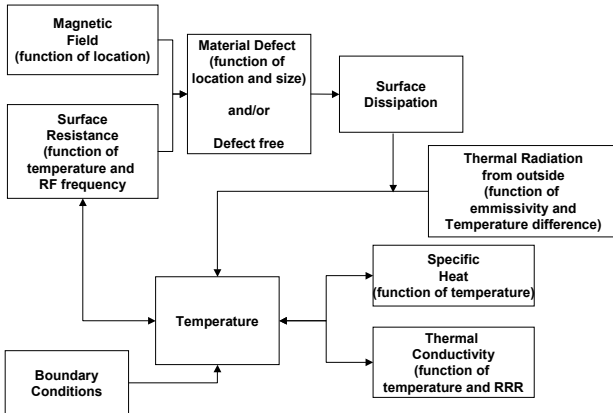 Magnetic
Field
(function of location)
Material Defect
(function of
location and size)
and/or
Defect free
Surface
Dissipation
Surface
Resistance
(function of
temperature and
RF frequency
Thermal Radiation
from outside
(function of
emmissivity and
Temperature difference)
Specific
Heat
(function of temperature)
Temperature
Thermal
Conductivity
(function of
temperature and RRR
Boundary
Conditions